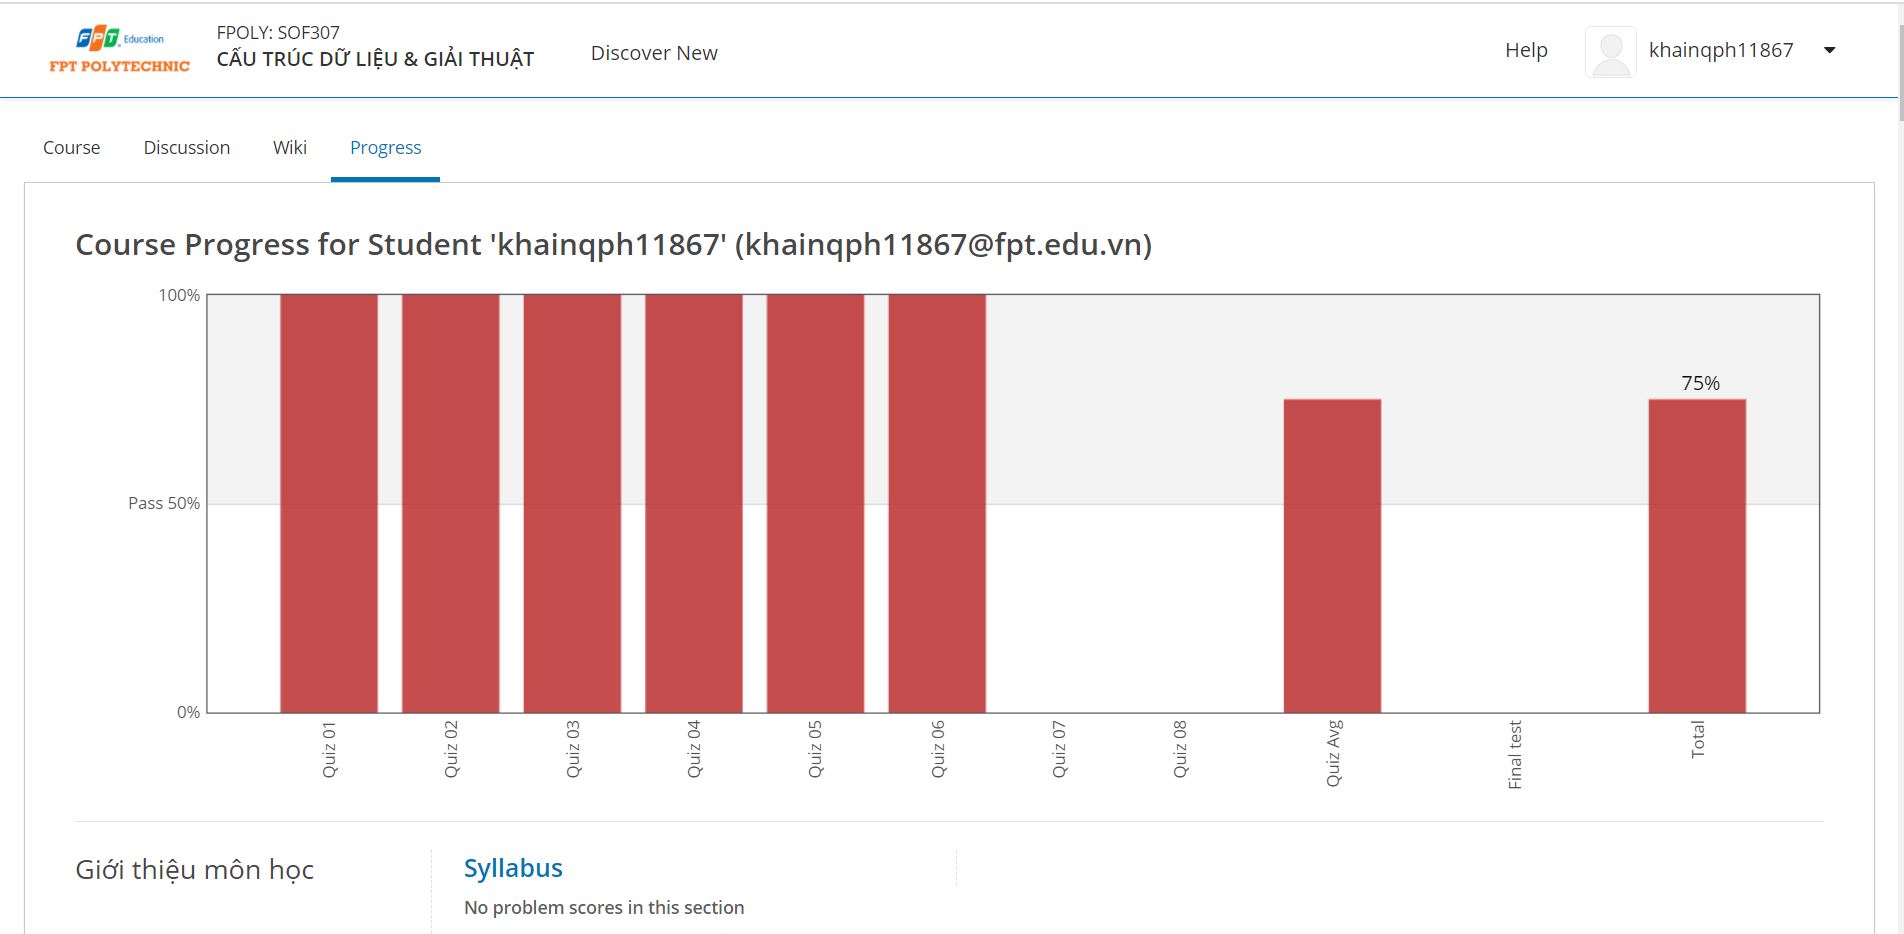 FPT Education
FPT POLYTECHNIC
FPOLY: SOF307
CẤU TRÚC DỮ LIỆU & GIẢI THUẬT
Discover New
Help
khainqph11867
Course
Discussion
Wiki
Progress
Course Progress for Student 'khainqph11867' (khainqph11867@fpt.edu.vn)
100%
75%
Pass 50%
0%
Quiz 01
Quiz 02
Quiz 03
Quiz 04
Quiz 05
Quiz 06
Quiz 07
Quiz 08
Quiz Avg
Final test
Total
Giới thiệu môn học
Syllabus
No problem scores in this section